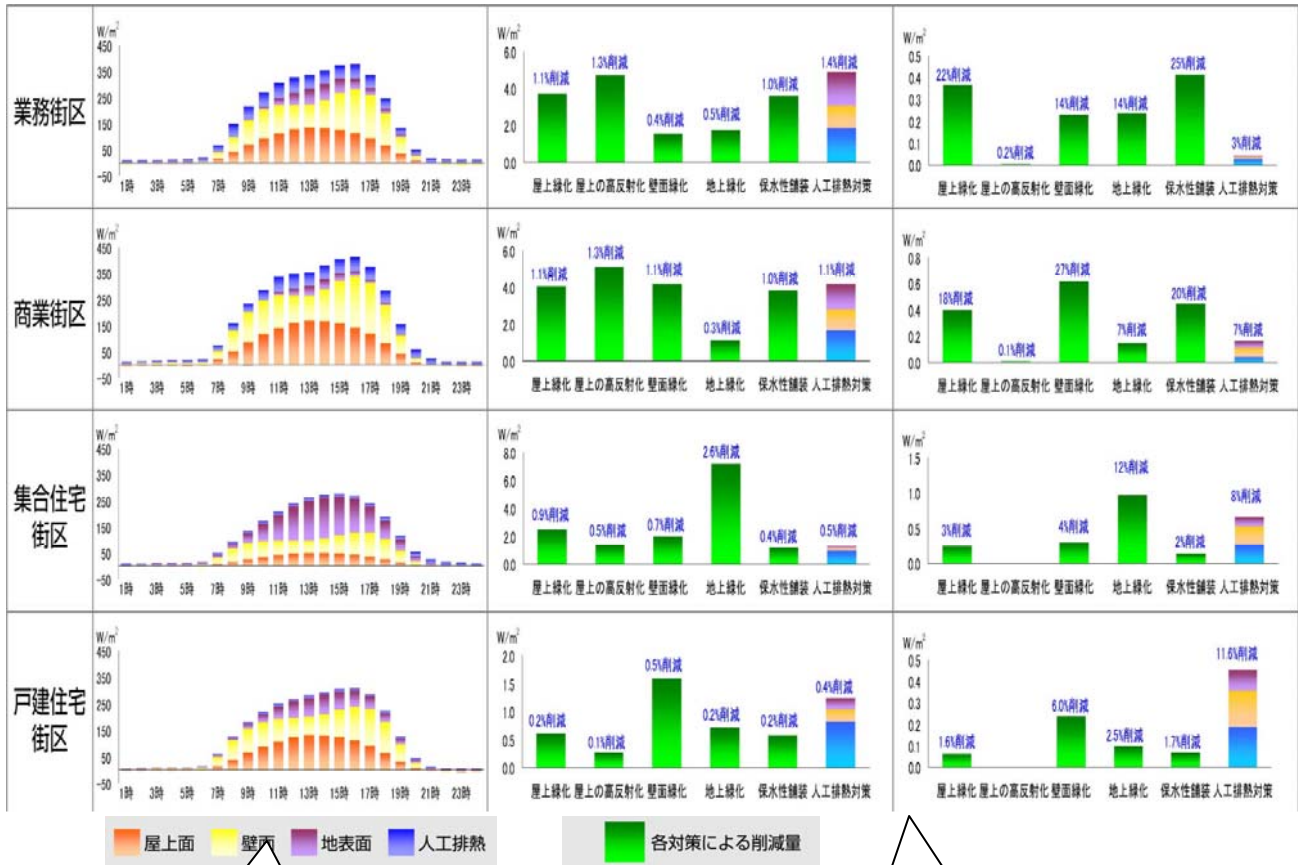 業務街区
W/m²
450
350
250
150
50
-50
1時 3時 5時 7時 9時 11時 13時 15時 17時 19時 21時 23時
W/m²
6.0
4.0
2.0
0.0
1.1%削減 1.3%削減 0.4%削減 0.5%削減 1.0%削減 1.4%削減
屋上緑化 屋上の高反射化 壁面緑化 地上緑化 保水性舗装 人工排熱対策
W/m²
0.5
0.4
0.3
0.2
0.1
0.0
22%削減 0.2%削減 14%削減 14%削減 25%削減 3%削減
屋上緑化 屋上の高反射化 壁面緑化 地上緑化 保水性舗装 人工排熱対策
商業街区
W/m²
450
350
250
150
50
-50
1時 3時 5時 7時 9時 11時 13時 15時 17時 19時 21時 23時
W/m²
6.0
4.0
2.0
0.0
1.1%削減 1.3%削減 1.1%削減 0.3%削減 1.0%削減 1.1%削減
屋上緑化 屋上の高反射化 壁面緑化 地上緑化 保水性舗装 人工排熱対策
W/m²
0.8
0.6
0.4
0.2
0.0
18%削減 0.1%削減 27%削減 7%削減 20%削減 7%削減
屋上緑化 屋上の高反射化 壁面緑化 地上緑化 保水性舗装 人工排熱対策
集合住宅
街区
W/m²
450
350
250
150
50
-50
1時 3時 5時 7時 9時 11時 13時 15時 17時 19時 21時 23時
W/m²
8.0
6.0
4.0
2.0
0.0
0.9%削減 0.5%削減 0.7%削減 2.6%削減 0.4%削減 0.5%削減
屋上緑化 屋上の高反射化 壁面緑化 地上緑化 保水性舗装 人工排熱対策
W/m²
1.5
1.0
0.5
0.0
3%削減 4%削減 12%削減 2%削減 8%削減
屋上緑化 屋上の高反射化 壁面緑化 地上緑化 保水性舗装 人工排熱対策
戸建住宅
街区
W/m²
450
350
250
150
50
-50
1時 3時 5時 7時 9時 11時 13時 15時 17時 19時 21時 23時
W/m²
2.0
1.5
1.0
0.5
0.0
0.2%削減 0.1%削減 0.5%削減 0.2%削減 0.2%削減 0.4%削減
屋上緑化 屋上の高反射化 壁面緑化 地上緑化 保水性舗装 人工排熱対策
W/m²
0.5
0.4
0.3
0.2
0.1
0.0
1.6%削減 6.0%削減 2.5%削減 1.7%削減 11.6%削減
屋上緑化 屋上の高反射化 壁面緑化 地上緑化 保水性舗装 人工排熱対策
屋上面 壁面 地表面 人工排熱
各対策による削減量